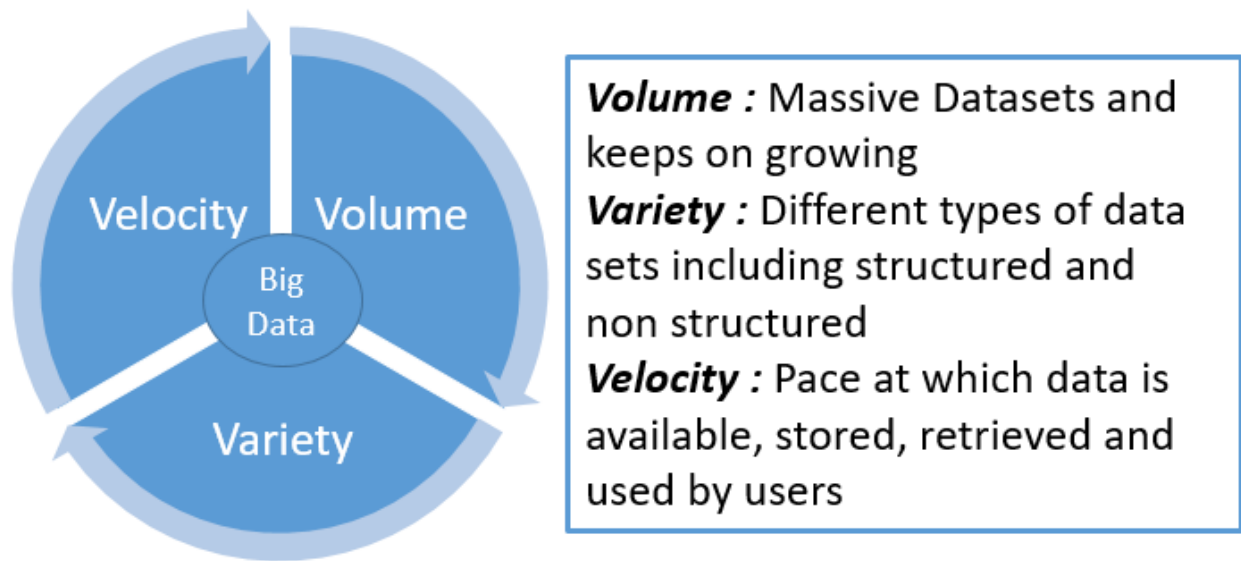 Velocity
Volume
Big
Data
Variety
Volume : Massive Datasets and
keeps on growing
Variety : Different types of data
sets including structured and
non structured
Velocity : Pace at which data is
available, stored, retrieved and
used by users